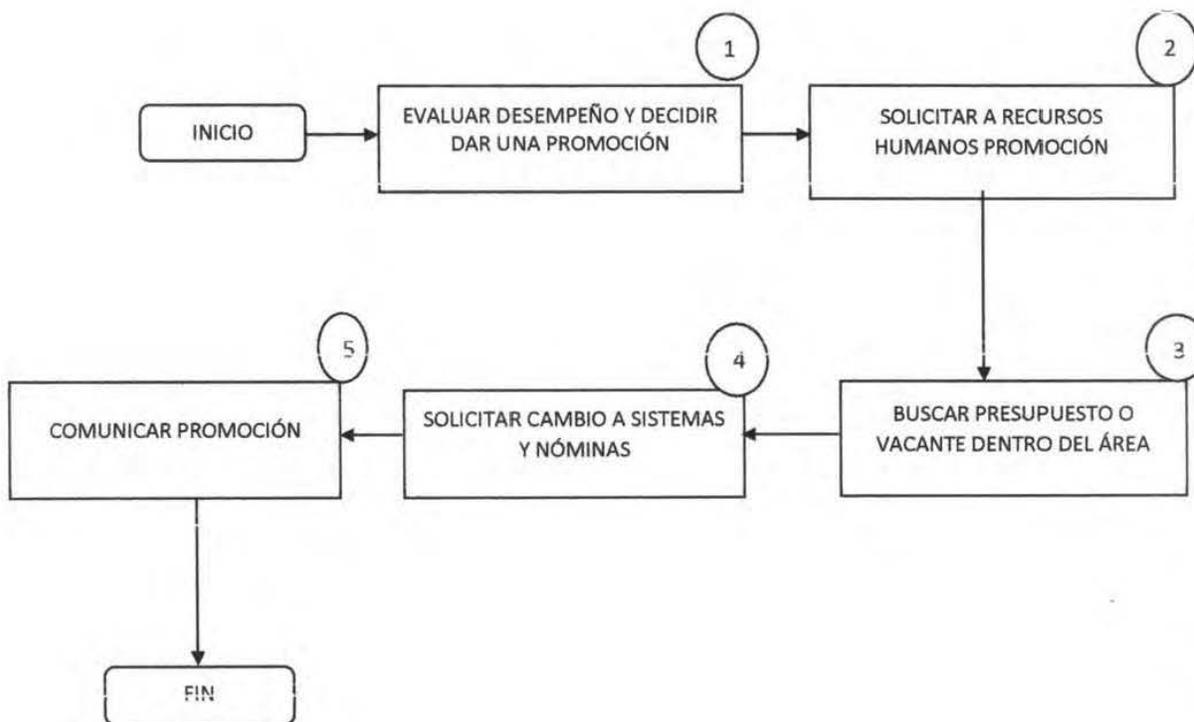 1
2
INICIO
EVALUAR DESEMPEÑO Y DECIDIR
DAR UNA PROMOCIÓN
SOLICITAR A RECURSOS
HUMANOS PROMOCIÓN
3
BUSCAR PRESUPUESTO O
VACANTE DENTRO DEL ÁREA
4
SOLICITAR CAMBIO A SISTEMAS
Y NÓMINAS
5
COMUNICAR PROMOCIÓN
FIN